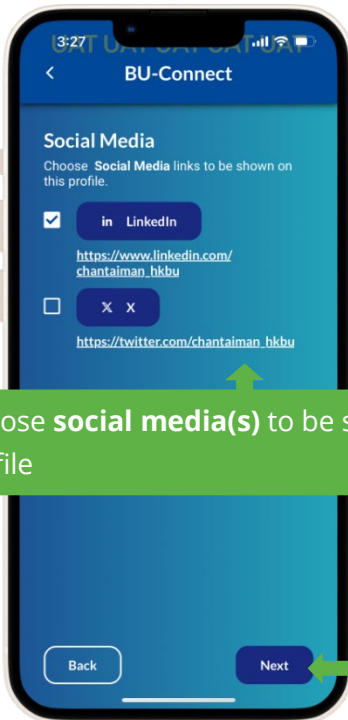 3:27
UAT UAT UAT UAT UAT
BU-Connect
Social Media
Choose Social Media links to be shown on
this profile.
in LinkedIn
https://www.linkedin.com/
chantaiman_hkbu
X X
https://twitter.com/chantaiman_hkbu
social media(s) to be
Back
Next